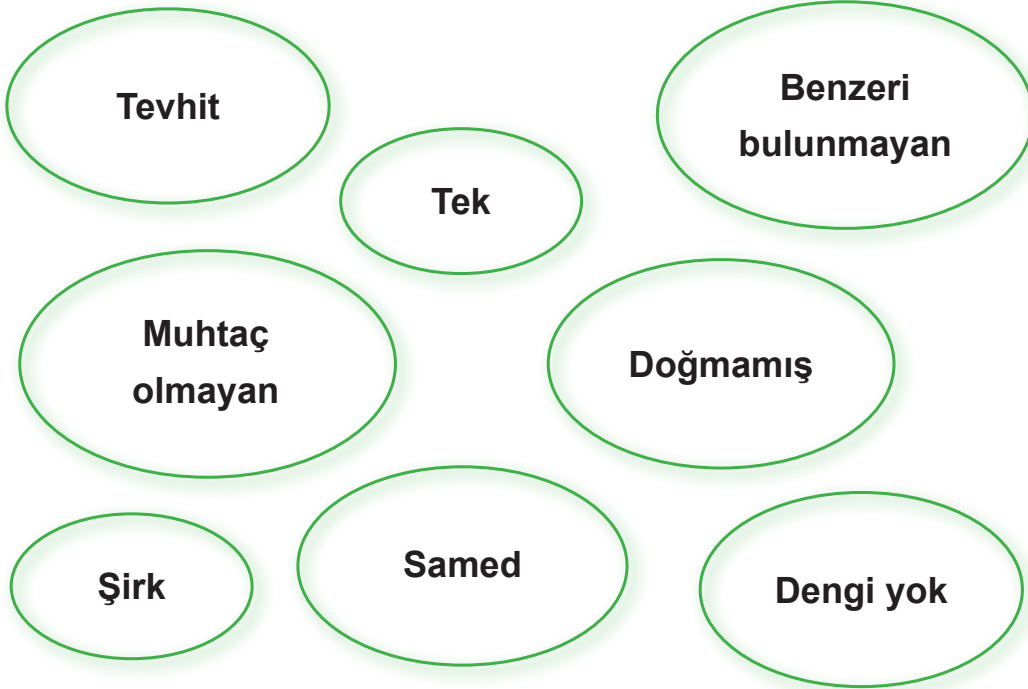 Tevhit
Benzeri
bulunmayan
Tek
Muhtaç
olmayan
Doğmamış
Şirk
Samed
Dengi yok